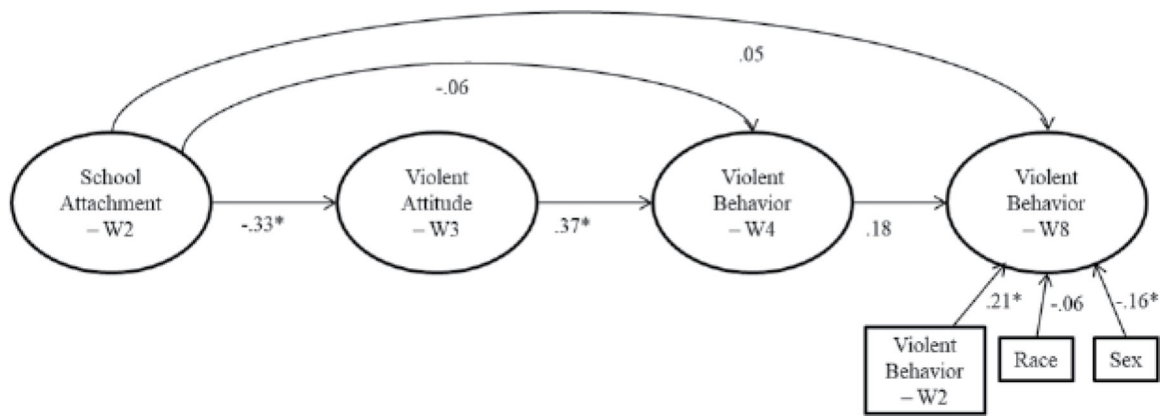 .05
-.06
School
Attachment
– W2
-.33*
Violent
Attitude
– W3
.37*
Violent
Behavior
– W4
.18
Violent
Behavior
– W8
.21*
-.06
-.16*
Violent
Behavior
– W2
Race
Sex